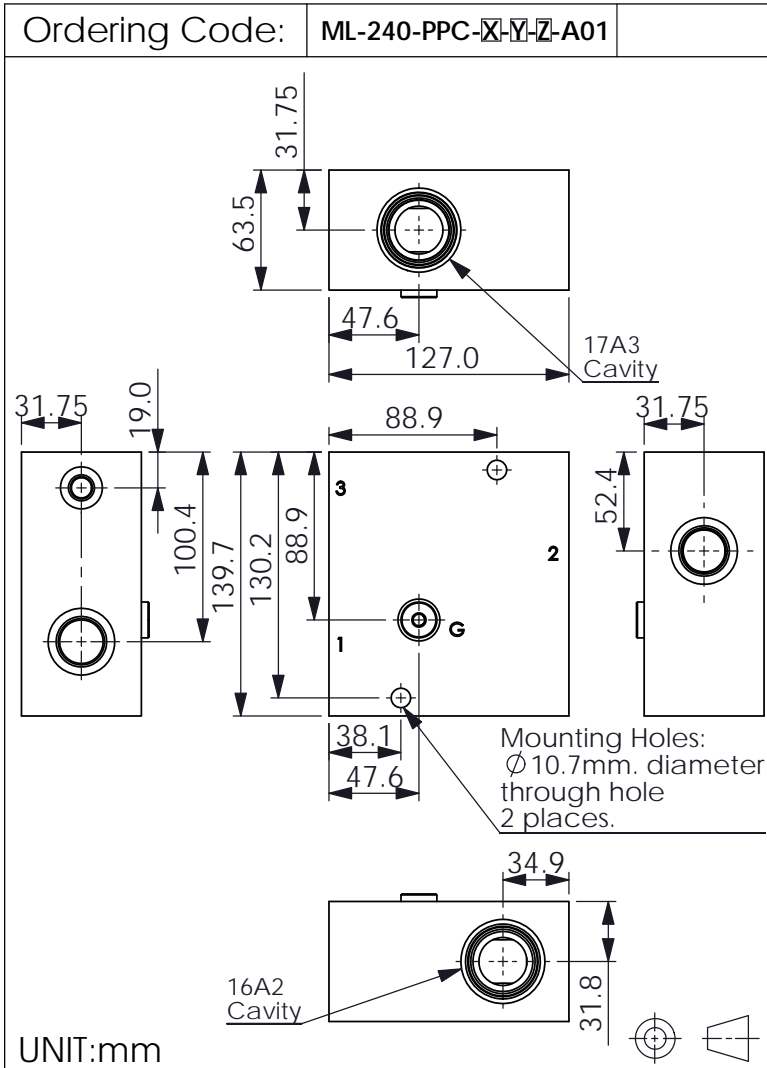 Ordering Code:
ML-240-PPC-X-Y-Z-A01
31.75
63.5
47.6
127.0
17A3
Cavity
31.75
19.0
100.4
139.7
130.2
88.9
88.9
3
2
G
1
38.1
47.6
31.75
52.4
Mounting Holes:
∅10.7mm. diameter
through hole
2 places.
34.9
31.8
16A2
Cavity
UNIT:mm